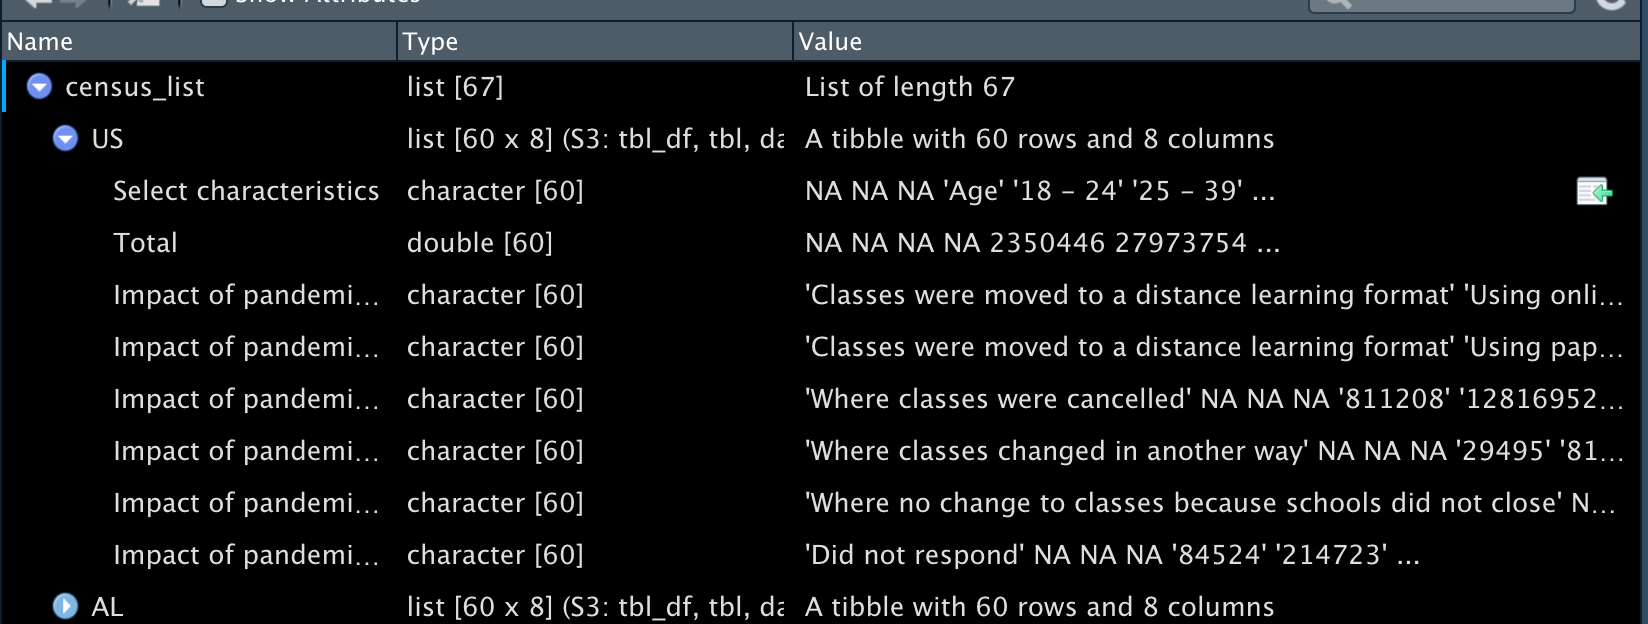 Show Attributes
Name Type Value
census_list list [67] List of length 67
US list [60 x 8] (S3: tbl_df, tbl, da A tibble with 60 rows and 8 columns
Select characteristics character [60] NA NA NA 'Age' '18 - 24' '25 - 39' ...
Total double [60] NA NA NA NA 2350446 27973754 ...
Impact of pandemi... character [60] 'Classes were moved to a distance learning format' 'Using onli...
Impact of pandemi... character [60] 'Classes were moved to a distance learning format' 'Using pap...
Impact of pandemi... character [60] 'Where classes were cancelled' NA NA NA '811208' '12816952...
Impact of pandemi... character [60] 'Where classes changed in another way' NA NA NA '29495' '81...
Impact of pandemi... character [60] 'Where no change to classes because schools did not close' N...
Impact of pandemi... character [60] 'Did not respond' NA NA NA '84524' '214723' ...
AL list [60 x 8] (S3: tbl_df, tbl, da A tibble with 60 rows and 8 columns